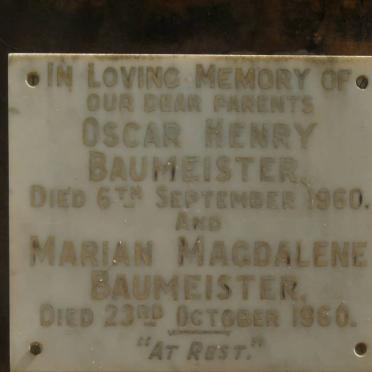 IN LOVING MEMORY OF
OUR DEAR PARENTS
OSCAR HENRY
BAUMEISTER,
DIED 6TH SEPTEMBER 1960.
AND
MARIAN MAGDALENE
BAUMEISTER,
DIED 23RD OCTOBER 1960.
"AT REST."